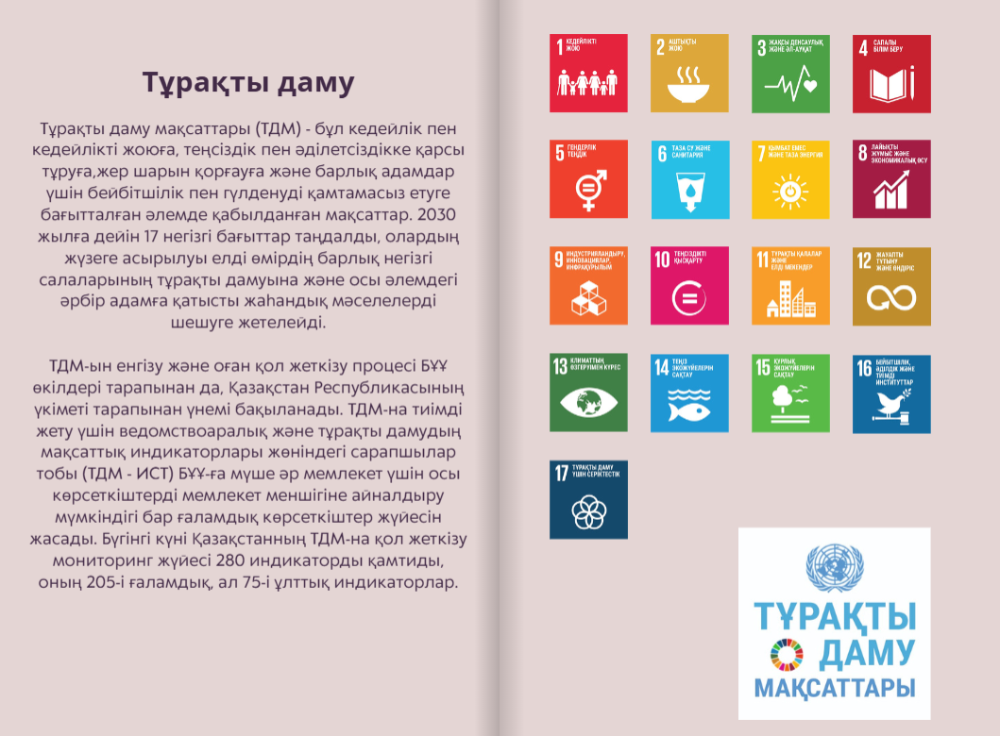 Тұрақты даму
Тұрақты даму мақсаттары (ТДМ) - бұл кедейлік пен
кедейлікті жоюға, теңсіздік пен әділетсіздікке қарсы
тұруға,жер шарын қорғауға және барлық адамдар
үшін бейбітшілік пен гүлденуді қамтамасыз етуге
бағытталған әлемде қабылданған мақсаттар. 2030
жылға дейін 17 негізгі бағыттар таңдалды, олардың
жүзеге асырылуы елді өмірдің барлық негізгі
салаларының тұрақты дамуына және осы әлемдегі
әрбір адамға қатысты жаһандық мәселелерді
шешуге жетелейді.
ТДМ-ын енгізу және оған қол жеткізу процесі БҰҰ
өкілдері тарапынан да, Қазақстан Республикасының
үкіметі тарапынан үнемі бақыланады. ТДМ-на тиімді
жету үшін ведомствоаралық және тұрақты дамудың
мақсаттық индикаторлары жөніндегі сарапшылар
тобы (ТДМ - ИСТ) БҰҰ-ға мүше әр мемлекет үшін осы
көрсеткіштерді мемлекет меншігіне айналдыру
мүмкіндігі бар ғаламдық көрсеткіштер жүйесін
жасады. Бүгінгі күні Қазақстанның ТДМ-на қол жеткізу
мониторинг жүйесі 280 индикаторды қамтиды,
оның 205-і ғаламдық, ал 75-і ұлттық индикаторлар.
1 КЕДЕЙЛІКТІ
ЖОЮ
2 АШТЫҚТЫ
ЖОЮ
3 ЖАҚСЫ ДЕНСАУЛЫҚ
ЖӘНЕ ӘЛ-АУҚАТ
4 САПАЛЫ
БІЛІМ БЕРУ
5 ГЕНДЕРЛІК
ТЕҢДІК
6 ТАЗА СУ ЖӘНЕ
САНИТАРИЯ
7 ҚЫМБАТ ЕМЕС
ЖӘНЕ ТАЗА ЭНЕРГИЯ
8 ЛАЙЫҚТЫ
ЖҰМЫС ЖӘНЕ
ЭКОНОМИКАЛЫҚ ӨСУ
9 ИНДУСТРИЯЛАНДЫРУ,
ИННОВАЦИЯЛАР,
ИНФРАҚҰРЫЛЫМ
10 ТЕҢСІЗДІКТІ
ҚЫСҚАРТУ
11 ТҰРАҚТЫ ҚАЛАЛАР
ЖӘНЕ
ЕЛДІ МЕКЕНДЕР
12 ЖАУАПТЫ
ТҰТЫНУ
ЖӘНЕ ӨНДІРІС
13 КЛИМАТТЫҢ
ӨЗГЕРУІМЕН КҮРЕС
14 ТЕҢІЗ
ЭКОЖҮЙЕЛЕРІН
САҚТАУ
15 ҚҰРЛЫҚ
ЭКОЖҮЙЕЛЕРІН
САҚТАУ
16 БЕЙБІТШІЛІК,
ӘДІЛДІК ЖӘНЕ
ТИІМДІ
ИНСТИТУТТАР
17 ТҰРАҚТЫ ДАМУ
ҮШІН СЕРІКТЕСТІК
ТҰРАҚТЫ
ДАМУ
МАҚСАТТАРЫ